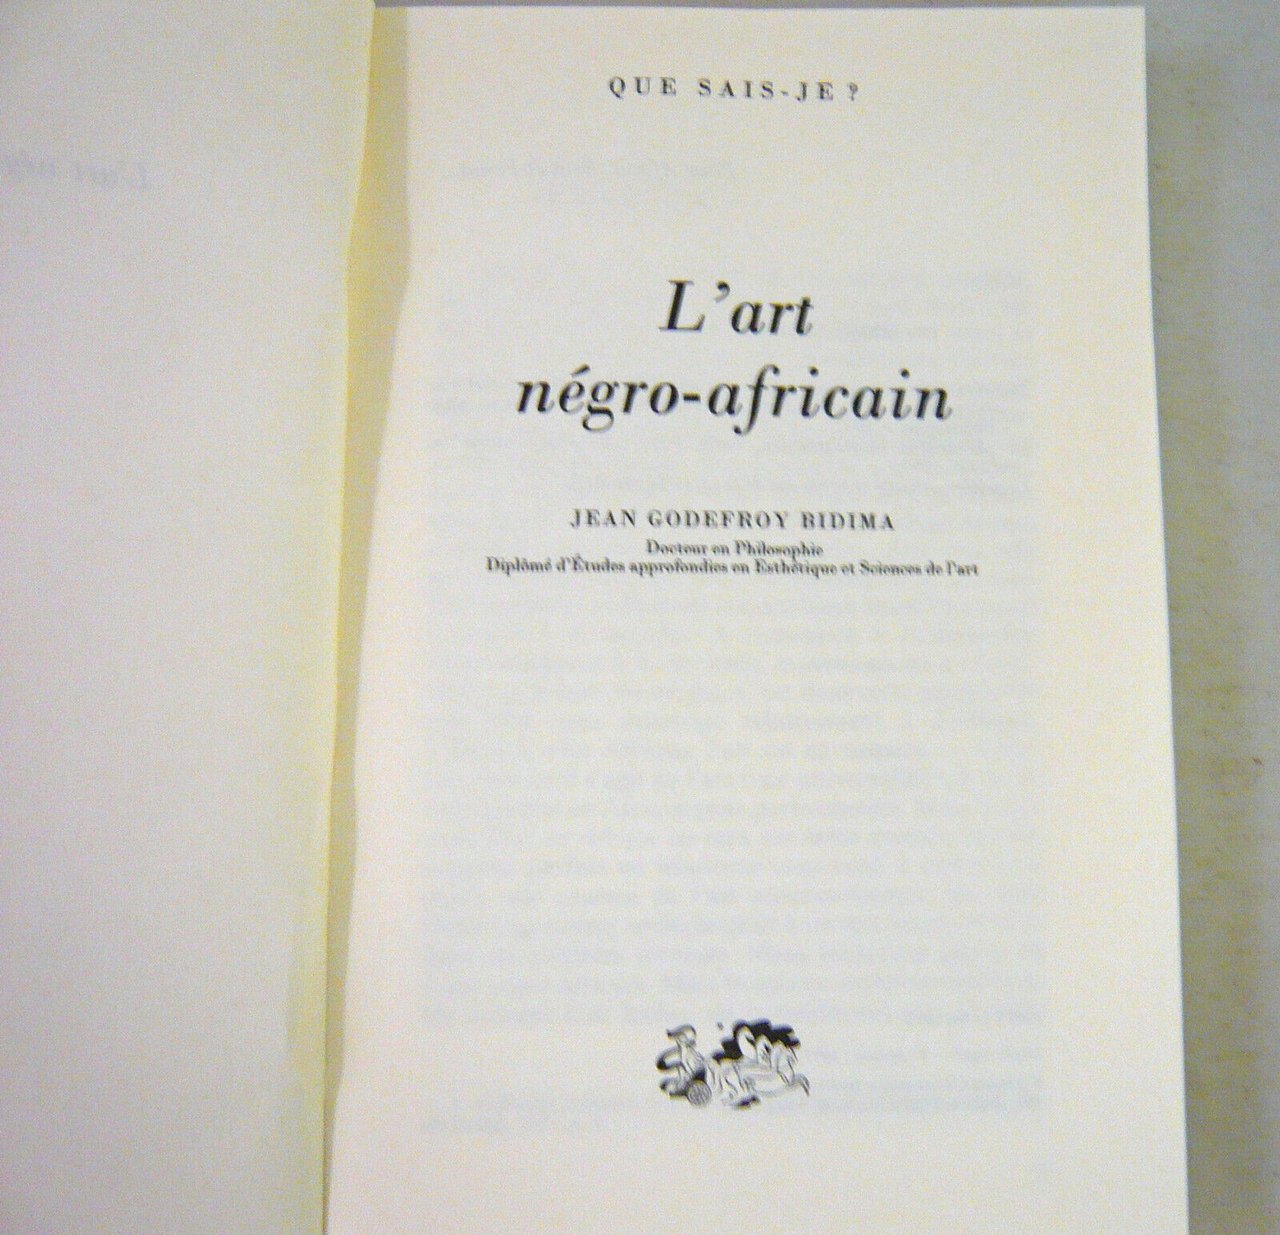 QUE SAIS-JE ?
L'art
négro-africain
JEAN GODEFROY BIDIMA
Docteur en Philosophie
Diplômé d'Études approfondies en Esthétique et Sciences de l'art